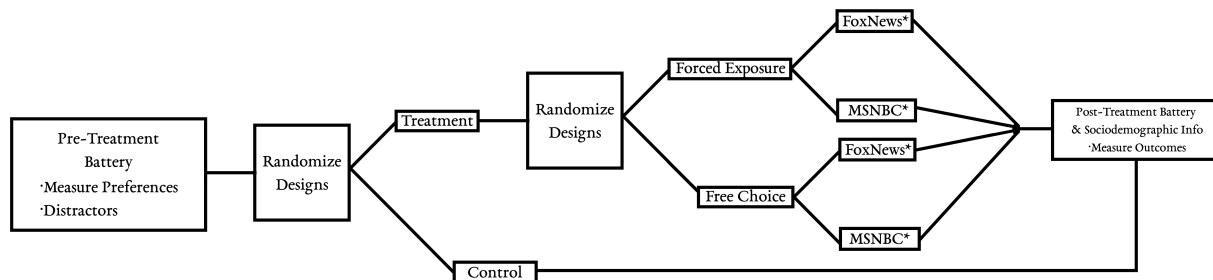 Pre-Treatment
Battery
·Measure Preferences
·Distractors
Randomize
Designs
Treatment
Randomize
Designs
Forced Exposure
FoxNews*
MSNBC*
Free Choice
FoxNews*
MSNBC*
Control
Post-Treatment Battery
& Sociodemographic Info
·Measure Outcomes